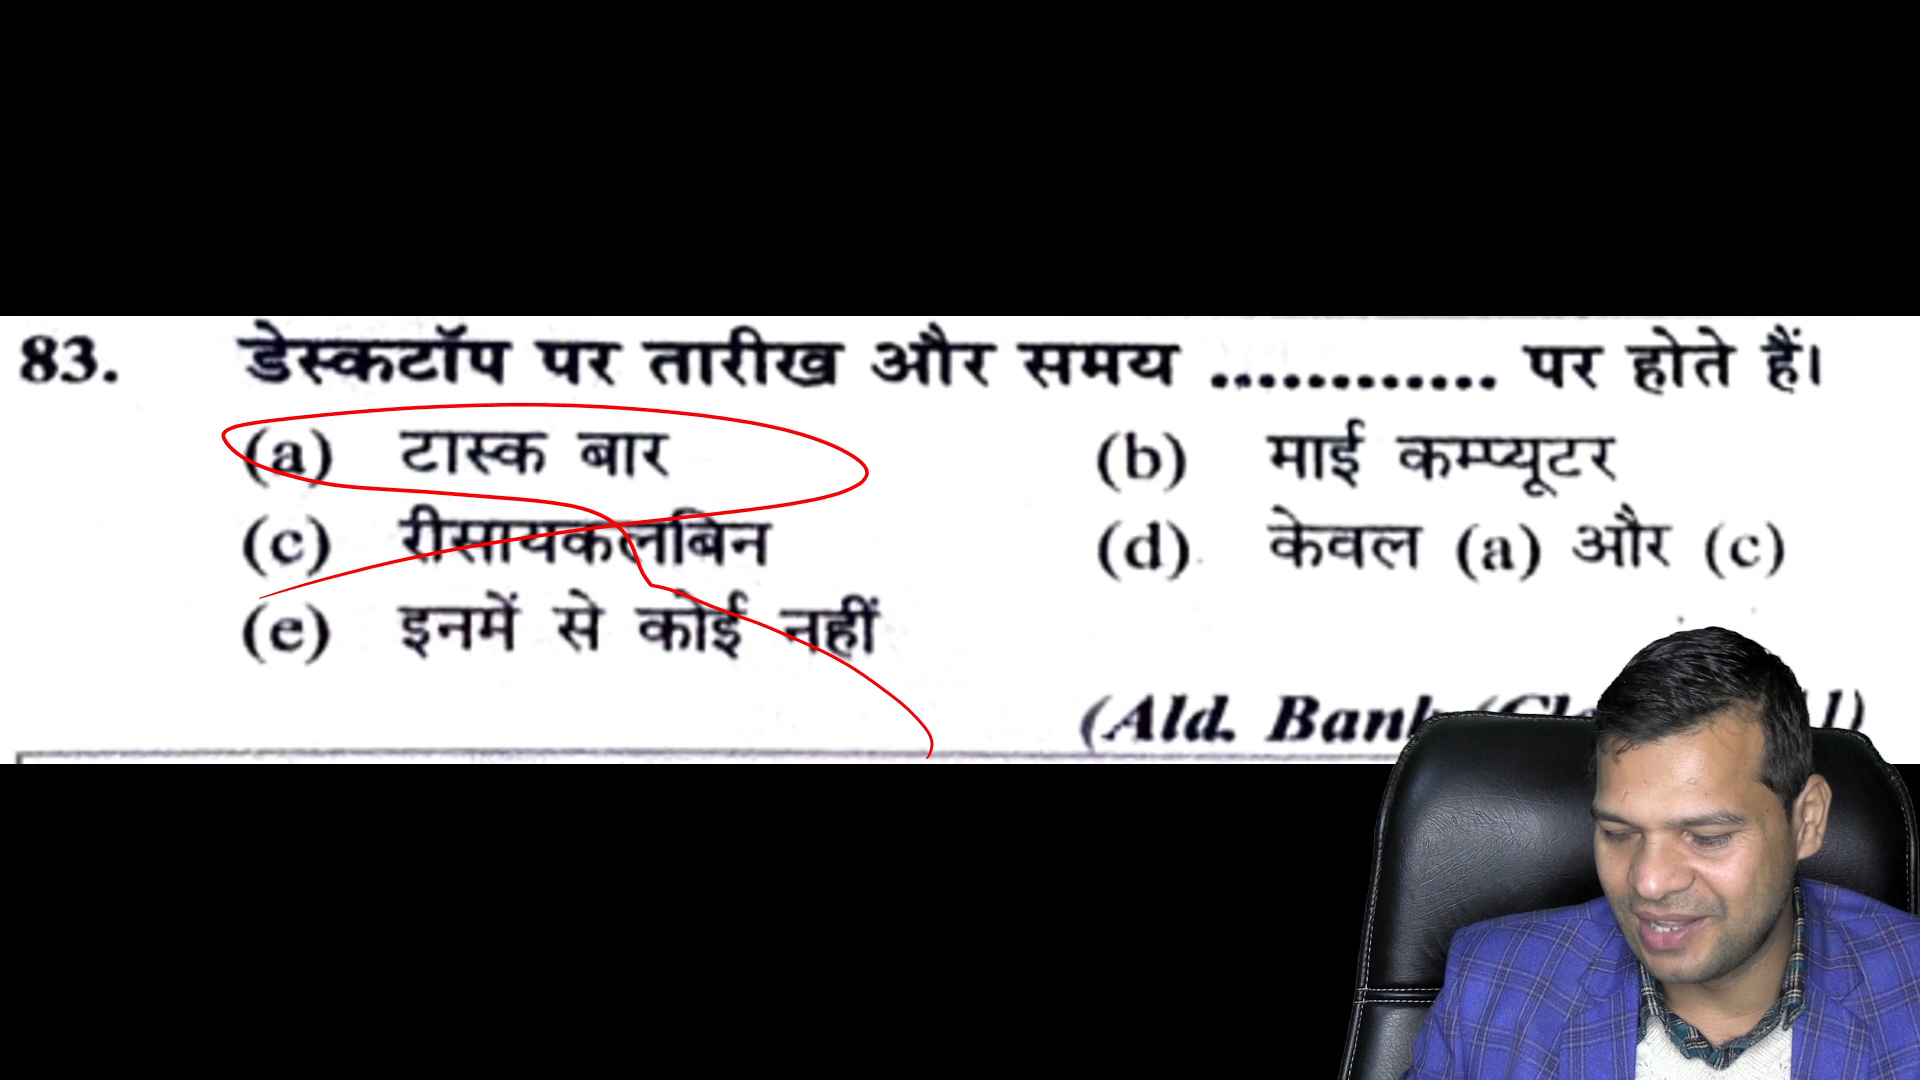 83. डेस्कटॉप पर तारीख और समय ............ पर होते हैं।
(a) टास्क बार (b) माई कम्प्यूटर
(c) रीसायकलबिन (d) केवल (a) और (c)
(e) इनमें से कोई नहीं
(Ald. Bank